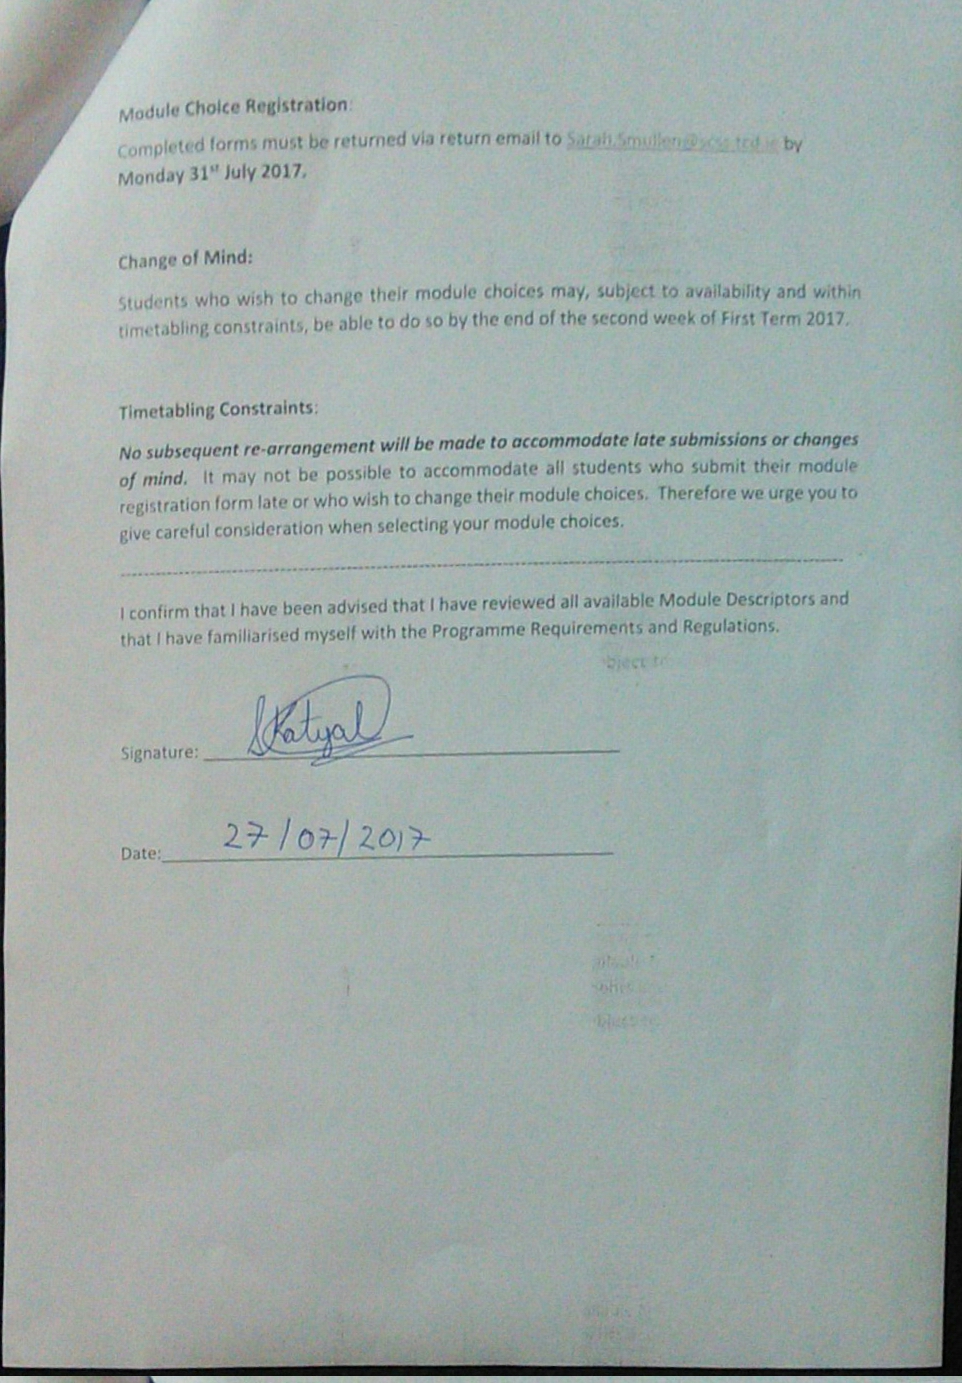 Module Choice Registration:
Completed forms must be returned via return email to Sarah.Smullen@scss.tcd.ie by
Monday 31st July 2017.
Change of Mind:
Students who wish to change their module choices may, subject to availability and within
timetabling constraints, be able to do so by the end of the second week of First Term 2017.
Timetabling Constraints:
No subsequent re-arrangement will be made to accommodate late submissions or changes
of mind. It may not be possible to accommodate all students who submit their module
registration form late or who wish to change their module choices. Therefore we urge you to
give careful consideration when selecting your module choices.
I confirm that I have been advised that I have reviewed all available Module Descriptors and
that I have familiarised myself with the Programme Requirements and Regulations.
Signature: SKatyal
Date: 27/07/2017